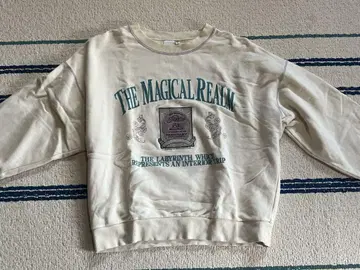 THE MAGICAL REALM
THE LABYRINTH WHICH
REPRESENTS AN INTERIOR TRIP